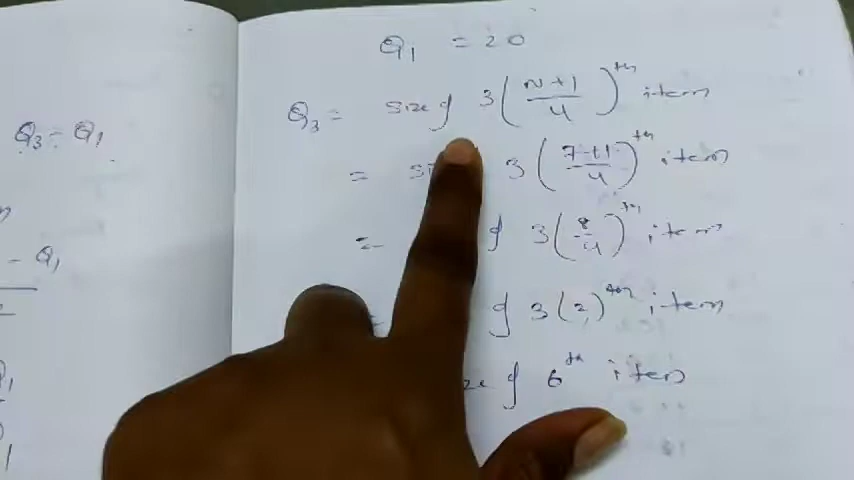 Q3 - Q1
- Q1
Q1 = 20
Q3 = size of 3(N+1/4)th item
= 3(7+1/4)th item
= of 3(8/4)th item
of 3(2)th item
of 6th item